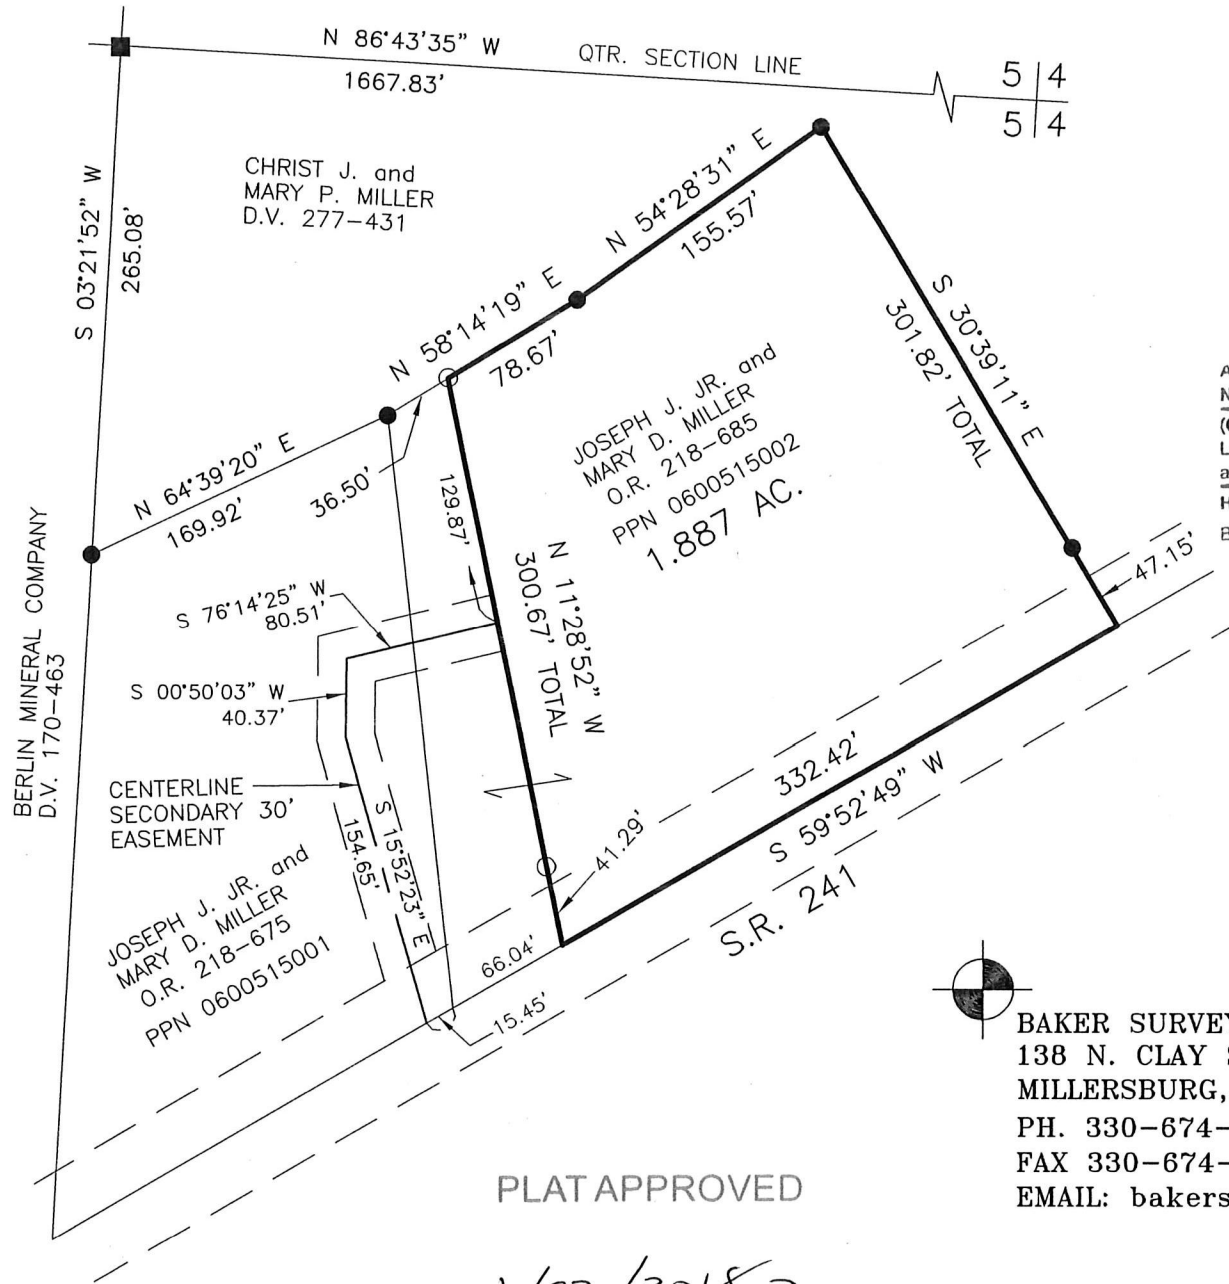 N 86°43'35" W
QTR. SECTION LINE
1667.83'
5 4
5 4
S 03°21'52" W
265.08'
CHRIST J. and
MARY P. MILLER
D.V. 277-431
N 54°28'31" E
155.57'
N 58°14'19" E
78.67'
S 30°39'11" E
301.82' TOTAL
JOSEPH J. JR. and
MARY D. MILLER
O.R. 218-685
PPN 0600515002
1.887 AC.
N 64°39'20" E
169.92'
36.50'
129.87'
N 11°28'52" W
300.67' TOTAL
47.15'
BERLIN MINERAL COMPANY
D.V. 170-463
S 76°14'25" W
80.51'
S 00°50'03" W
40.37'
CENTERLINE
SECONDARY 30'
EASEMENT
S 15°52'23" E
154.65'
332.42'
S 59°52'49" W
41.29'
S.R. 241
JOSEPH J. JR. and
MARY D. MILLER
O.R. 218-675
PPN 0600515001
66.04'
15.45'
BAKER SURVEY
138 N. CLAY
MILLERSBURG,
PH. 330-674-
FAX 330-674-
EMAIL: bakers
PLAT APPROVED